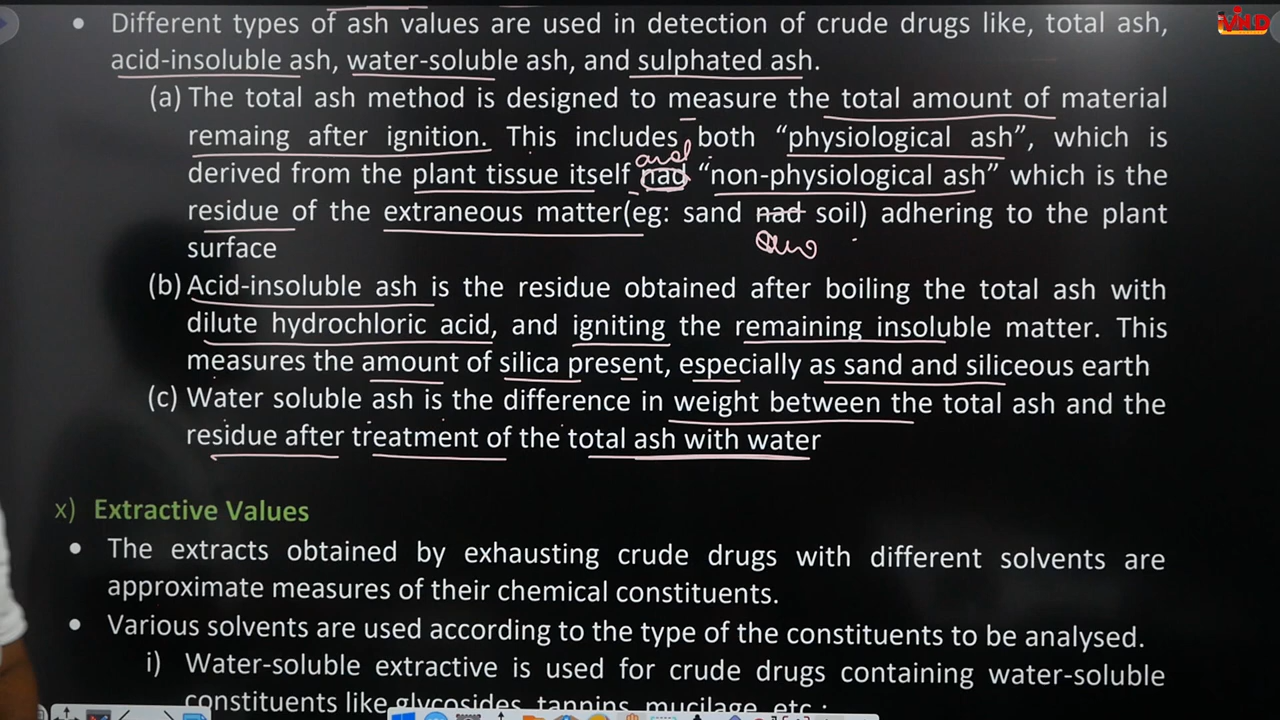 • Different types of ash values are used in detection of crude drugs like, total ash,
acid-insoluble ash, water-soluble ash, and sulphated ash.
(a) The total ash method is designed to measure the total amount of material
remaing after ignition. This includes both “physiological ash”, which is
and
derived from the plant tissue itself nad “non-physiological ash” which is the
residue of the extraneous matter(eg: sand nad soil) adhering to the plant
surface
(b) Acid-insoluble ash is the residue obtained after boiling the total ash with
dilute hydrochloric acid, and igniting the remaining insoluble matter. This
measures the amount of silica present, especially as sand and siliceous earth
(c) Water soluble ash is the difference in weight between the total ash and the
residue after treatment of the total ash with water
x) Extractive Values
• The extracts obtained by exhausting crude drugs with different solvents are
approximate measures of their chemical constituents.
• Various solvents are used according to the type of the constituents to be analysed.
i) Water-soluble extractive is used for crude drugs containing water-soluble
constituents like glycosides, tannins, mucilage, etc.;